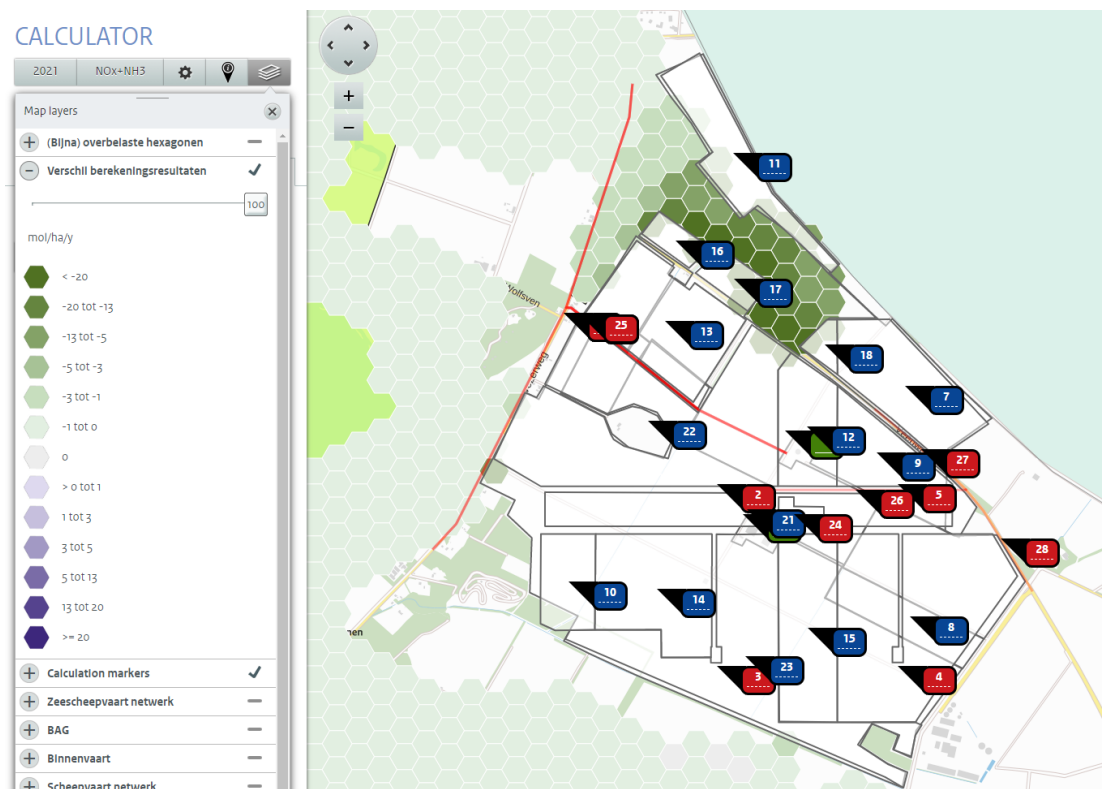 CALCULATOR
2021 NOx+NH3
Map layers
(Bijna) overbelaste hexagonen
Verschil berekeningsresultaten
100
mol/ha/y
< -20
-20 tot -13
-13 tot -5
-5 tot -3
-3 tot -1
-1 tot 0
0
> 0 tot 1
1 tot 3
3 tot 5
5 tot 13
13 tot 20
>= 20
Calculation markers
Zeescheepvaart netwerk
BAG
Binnenvaart
Scheepvaart netwerk
11
16
17
Wolfsven
25
13
18
7
22
12
9
27
2
26
5
21
24
28
10
14
8
15
23
3
4